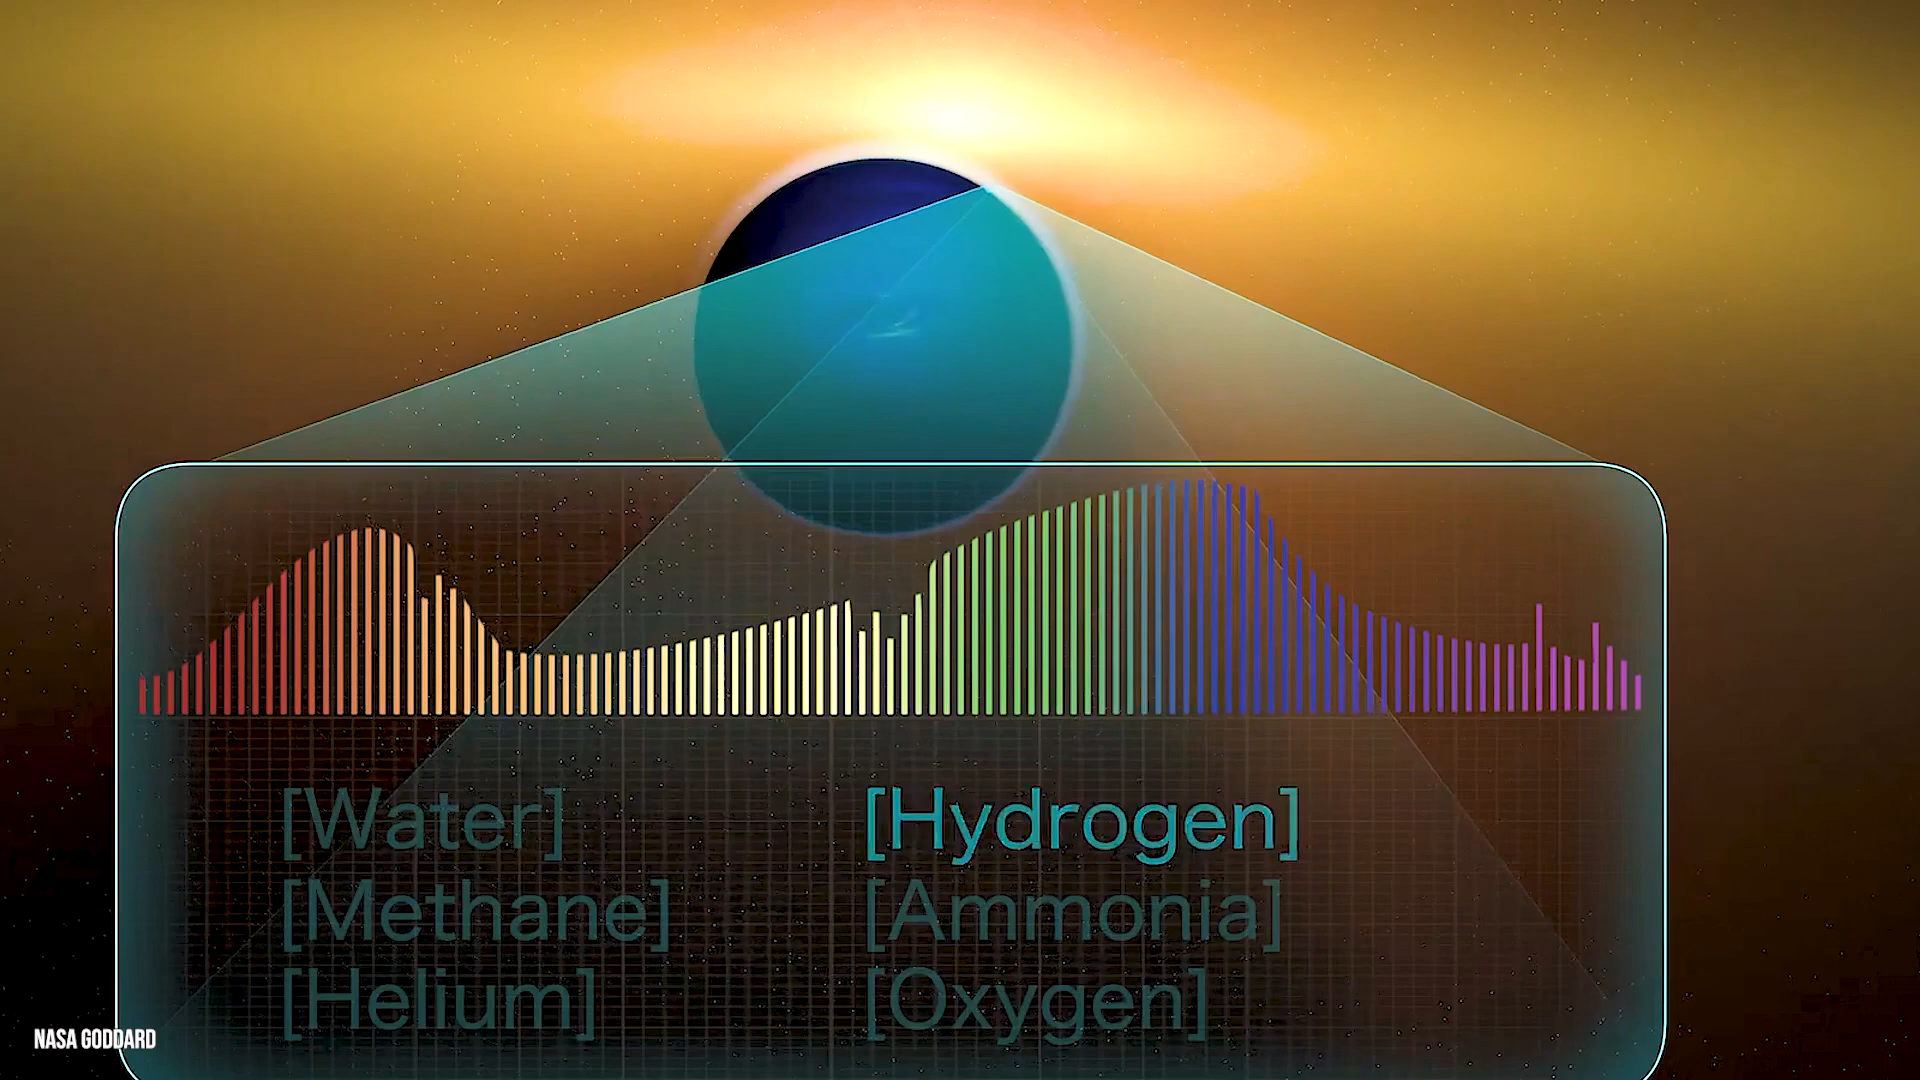 [Water]
[Hydrogen]
[Methane]
[Ammonia]
[Helium]
[Oxygen]
NASA GODDARD